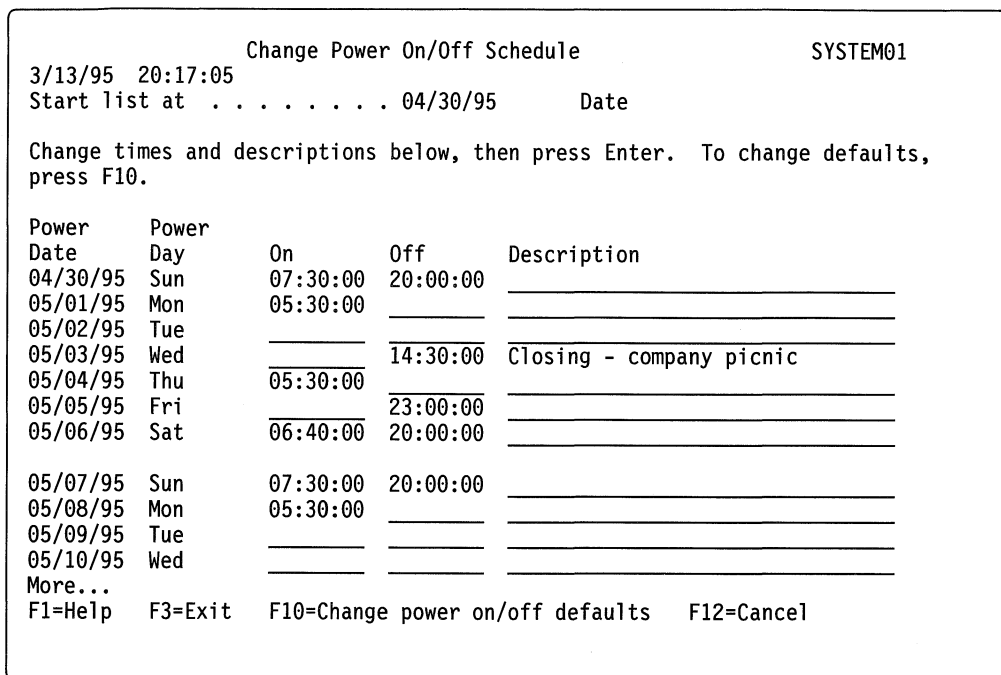 Change Power On/Off Schedule SYSTEM01
3/13/95 20:17:05
Start list at . . . . . . . . 04/30/95 Date
Change times and descriptions below, then press Enter. To change defaults,
press F10.
Power Power
Date Day On Off Description
04/30/95 Sun 07:30:00 20:00:00
05/01/95 Mon 05:30:00
05/02/95 Tue
05/03/95 Wed 14:30:00 Closing - company picnic
05/04/95 Thu 05:30:00
05/05/95 Fri 23:00:00
05/06/95 Sat 06:40:00 20:00:00
05/07/95 Sun 07:30:00 20:00:00
05/08/95 Mon 05:30:00
05/09/95 Tue
05/10/95 Wed
More...
F1=Help F3=Exit F10=Change power on/off defaults F12=Cancel